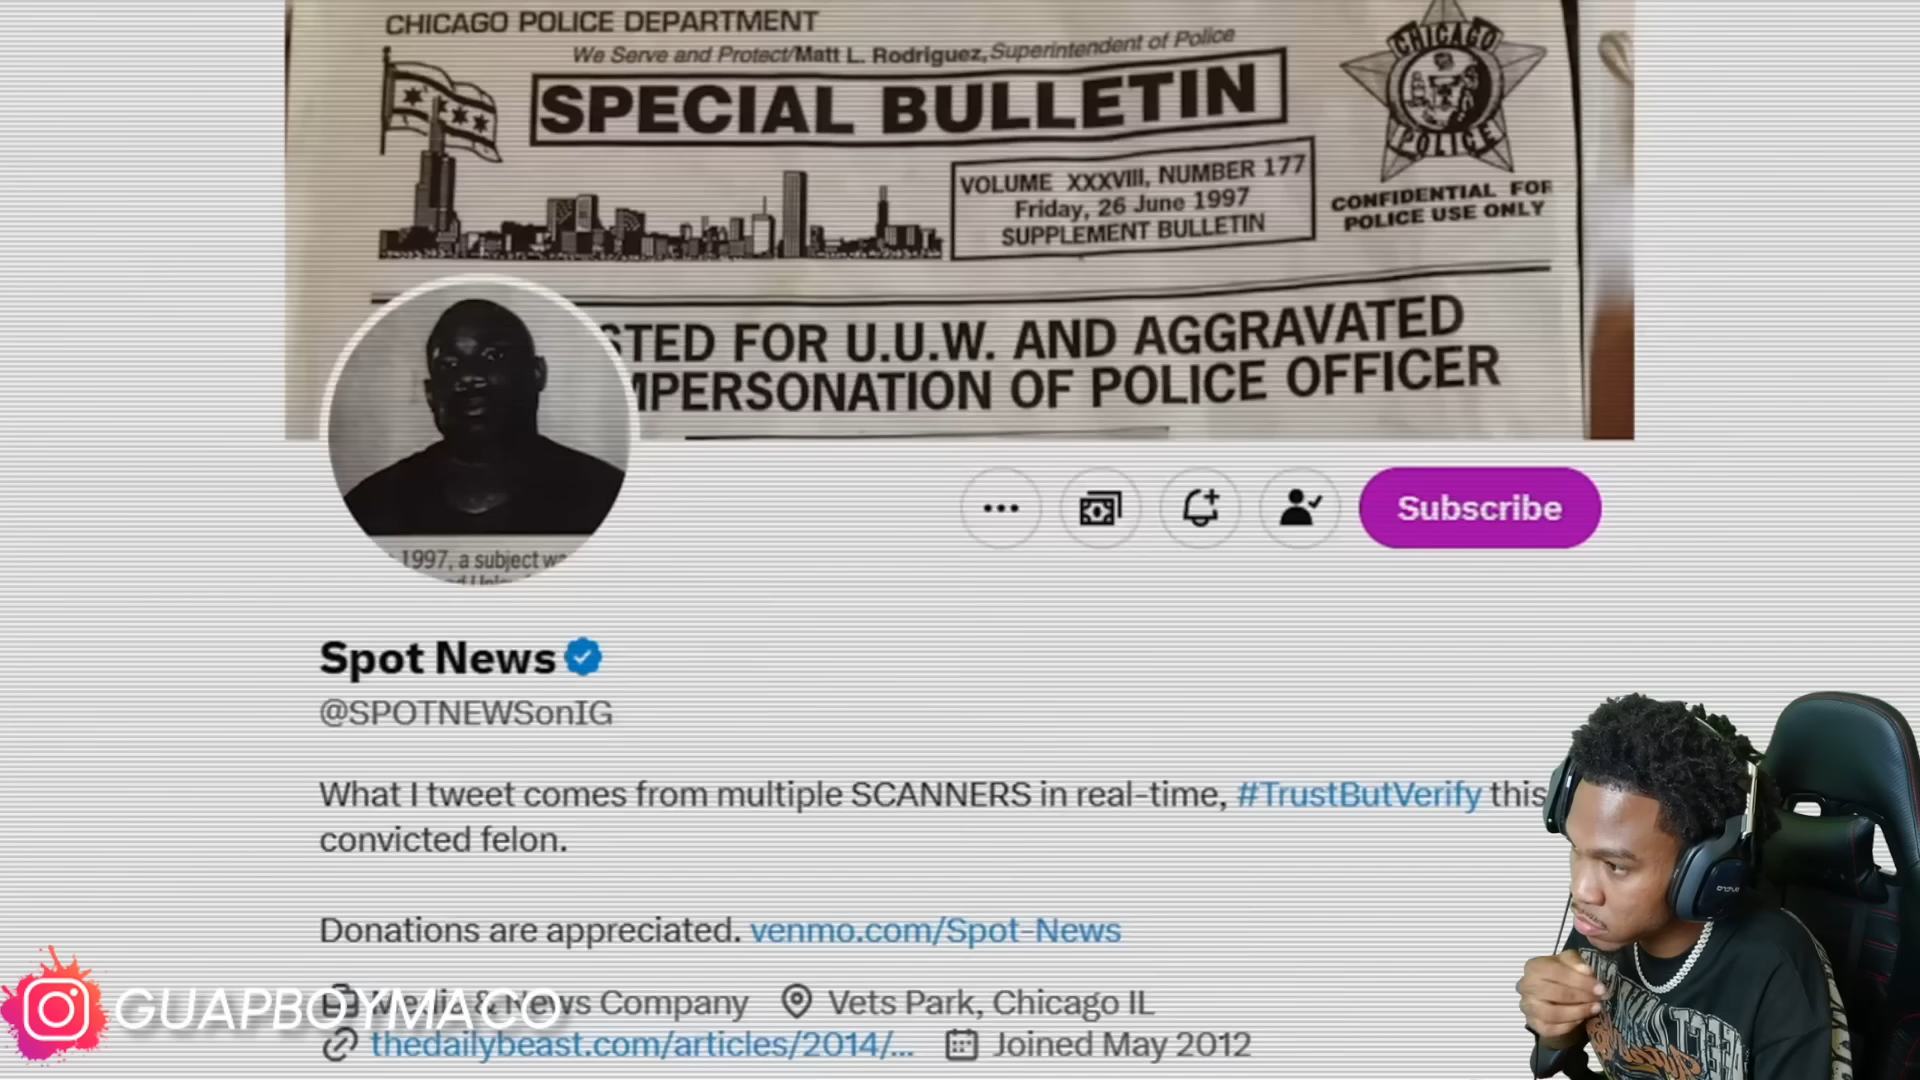 CHICAGO POLICE DEPARTMENT
We Serve and Protect/Matt L. Rodriguez, Superintendent of Police
SPECIAL BULLETIN
CHICAGO
POLICE
VOLUME XXXVIII, NUMBER 177
Friday, 26 June 1997
SUPPLEMENT BULLETIN
CONFIDENTIAL FOR
POLICE USE ONLY
STED FOR U.U.W. AND AGGRAVATED
MPERSONATION OF POLICE OFFICER
1997, a subject
Subscribe
Spot News
@SPOTNEWSonIG
What I tweet comes from multiple SCANNERS in real-time, #TrustButVerify this
convicted felon.
Donations are appreciated. venmo.com/Spot-News
Media & News Company Vets Park, Chicago IL
GUAPBOYMACO
thedailybeast.com/articles/2014/... Joined May 2012